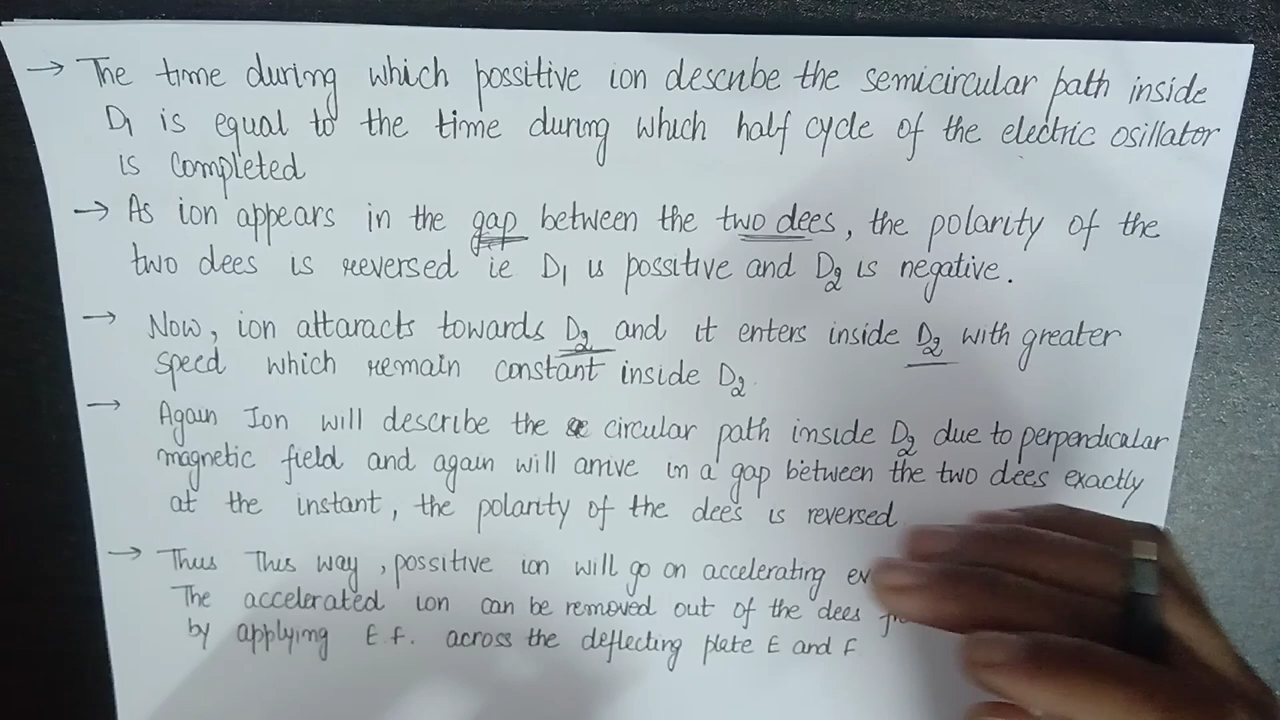 → The time during which possitive ion describe the semicircular path inside
D1 is equal to the time during which half cycle of the electric osillator
is completed
→ As ion appears in the gap between the two dees, the polarity of the
two dees is reversed ie D1 is possitive and D2 is negative.
→ Now, ion attaracts towards D2 and it enters inside D2 with greater
speed which remain constant inside D2.
→ Again Ion will describe the circular path inside D2 due to perpendicular
magnetic field and again will arrive in a gap between the two dees exactly
at the instant, the polarity of the dees is reversed
→ Thus This way, possitive ion will go on accelerating
The accelerated ion can be removed out of the dees
by applying E.F. across the deflecting plate E and F